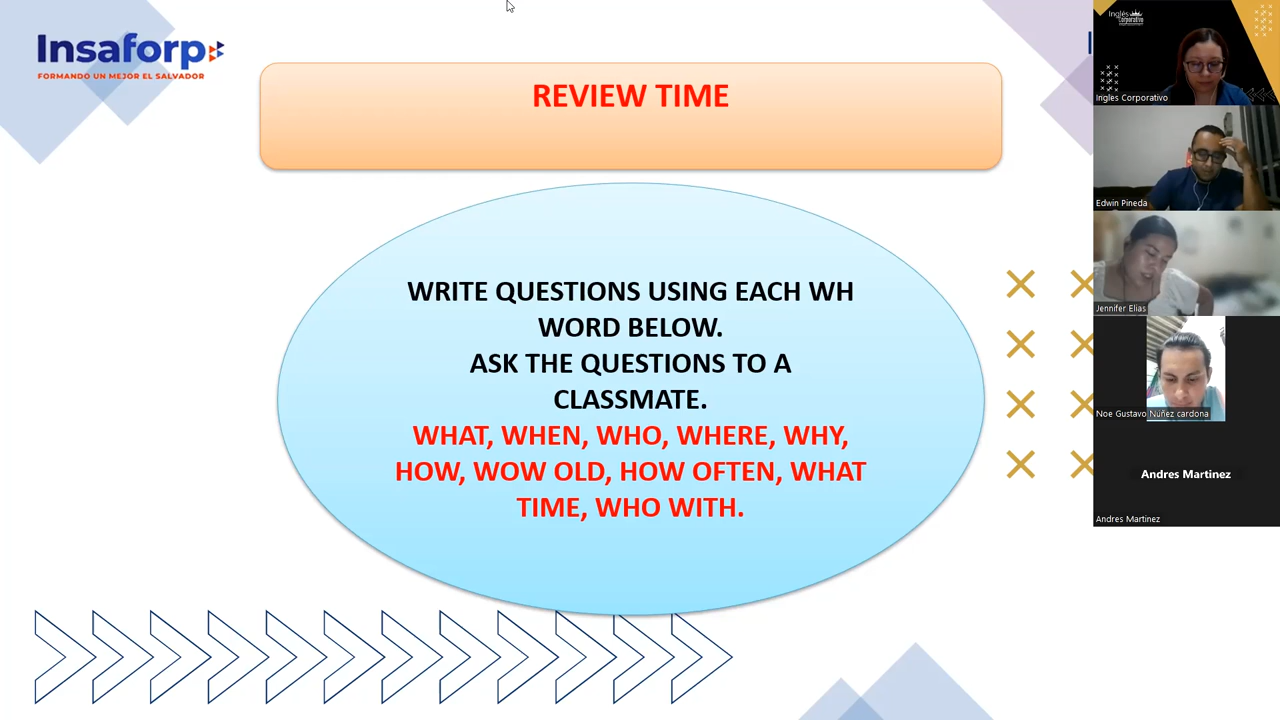 Insaforp
FORMANDO UN MEJOR EL SALVADOR
REVIEW TIME
WRITE QUESTIONS USING EACH WH
WORD BELOW.
ASK THE QUESTIONS TO A
CLASSMATE.
WHAT, WHEN, WHO, WHERE, WHY,
HOW, WOW OLD, HOW OFTEN, WHAT
TIME, WHO WITH.
Inglés
Corporativo
Ingles Corporativo
Edwin Pineda
Jennifer Elias
Noe Gustavo Núñez cardona
Andres Martinez
Andres Martinez